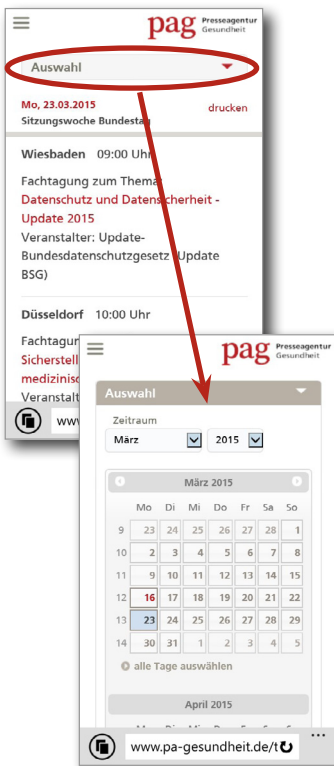 pag Presseagentur
Gesundheit
Auswahl
Mo, 23.03.2015 drucken
Sitzungswoche Bundestag
Wiesbaden 09:00 Uhr
Fachtagung zum Thema
Datenschutz und Datensicherheit -
Update 2015
Veranstalter: Update-
Bundesdatenschutzgesetz (Update
BSG)
Düsseldorf 10:00 Uhr
pag Presseagentur
Gesundheit
Auswahl
Zeitraum
März 2015
März 2015
Mo Di Mi Do Fr Sa So
9 23 24 25 26 27 28 1
10 2 3 4 5 6 7 8
11 9 10 11 12 13 14 15
12 16 17 18 19 20 21 22
13 23 24 25 26 27 28 29
14 30 31 1 2 3 4 5
alle Tage auswählen
April 2015
www.pa-gesundheit.de/t